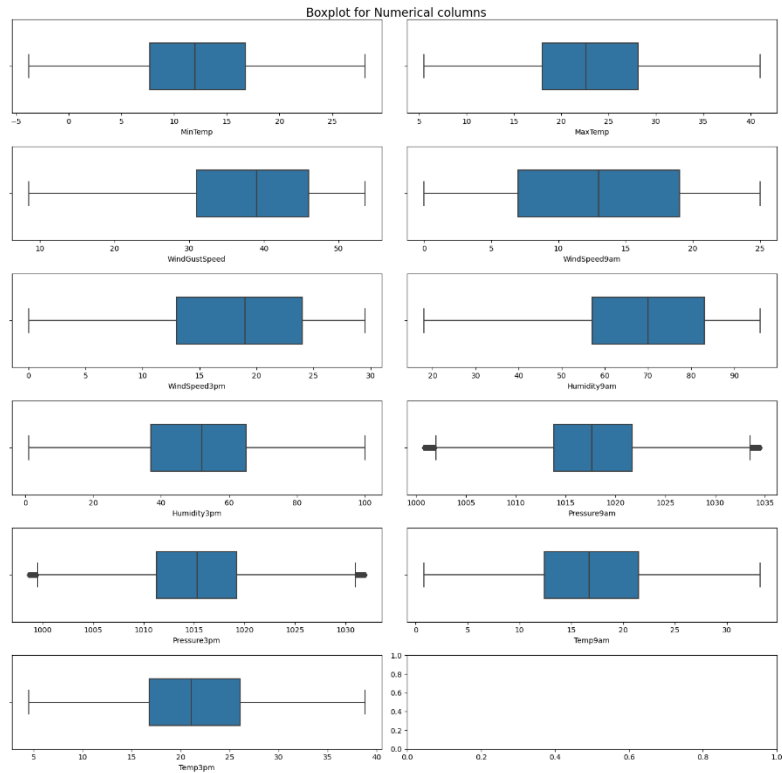 Boxplot for Numerical columns
−5 0 5 10 15 20 25
MinTemp
5 10 15 20 25 30 35 40
MaxTemp
10 20 30 40 50
WindGustSpeed
0 5 10 15 20 25
WindSpeed9am
0 5 10 15 20 25 30
WindSpeed3pm
20 30 40 50 60 70 80 90
Humidity9am
0 20 40 60 80 100
Humidity3pm
1000 1005 1010 1015 1020 1025 1030 1035
Pressure9am
1000 1005 1010 1015 1020 1025 1030
Pressure3pm
0 5 10 15 20 25 30
Temp9am
5 10 15 20 25 30 35 40
Temp3pm
1.0
0.8
0.6
0.4
0.2
0.0
0.0 0.2 0.4 0.6 0.8 1.0